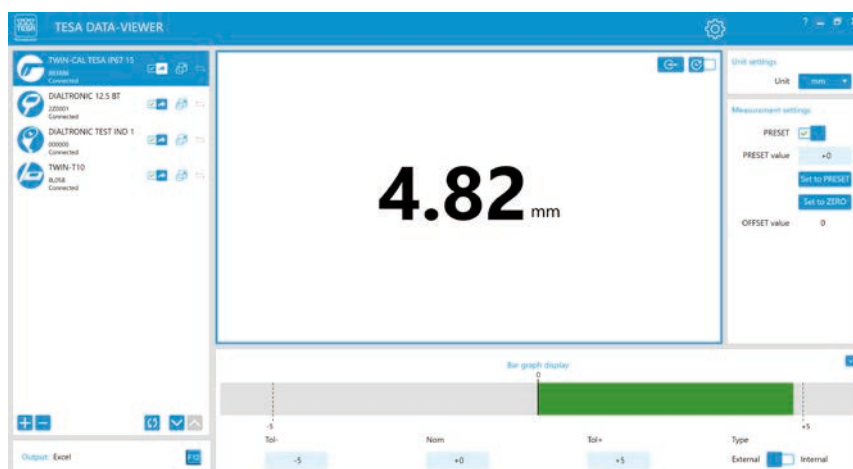 TESA
TESA DATA-VIEWER
?
TWIN-CAL TESA IP67 15
Connected
DIALTRONIC 12.5 BT
Connected
DIALTRONIC TEST IND 1
000000
Connected
TWIN-T10
Connected
4.82 mm
Unit settings
Unit mm
Measurement settings
PRESET
PRESET value +0
Set to PRESET
Set to ZERO
OFFSET value 0
Bar graph display
0
-5
+5
Tol- Nom Tol+ Type
-5 +0 +5 External Internal
Output: Excel F12